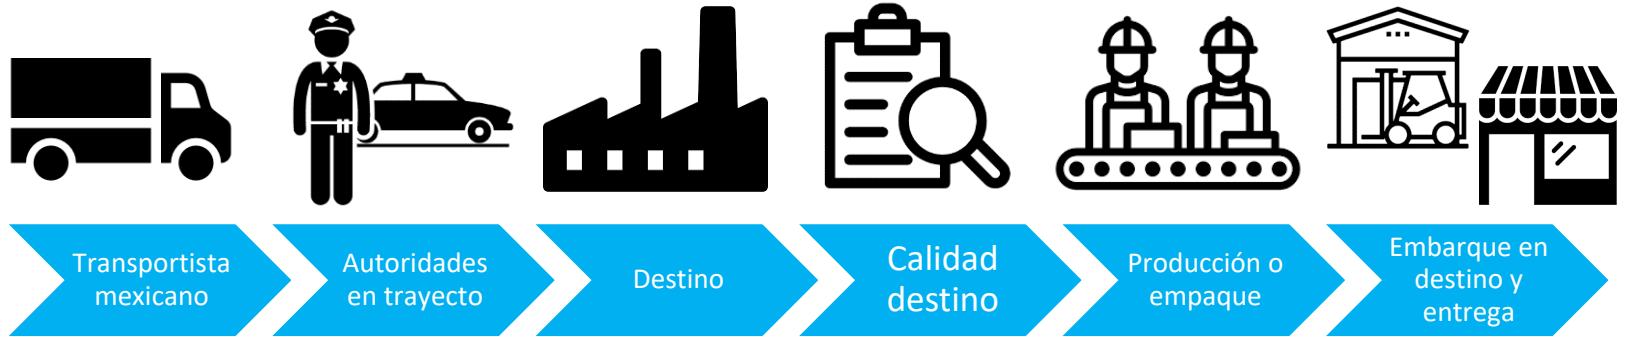 Transportista
mexicano
Autoridades
en trayecto
Destino
Calidad
destino
Producción o
empaque
Embarque en
destino y
entrega